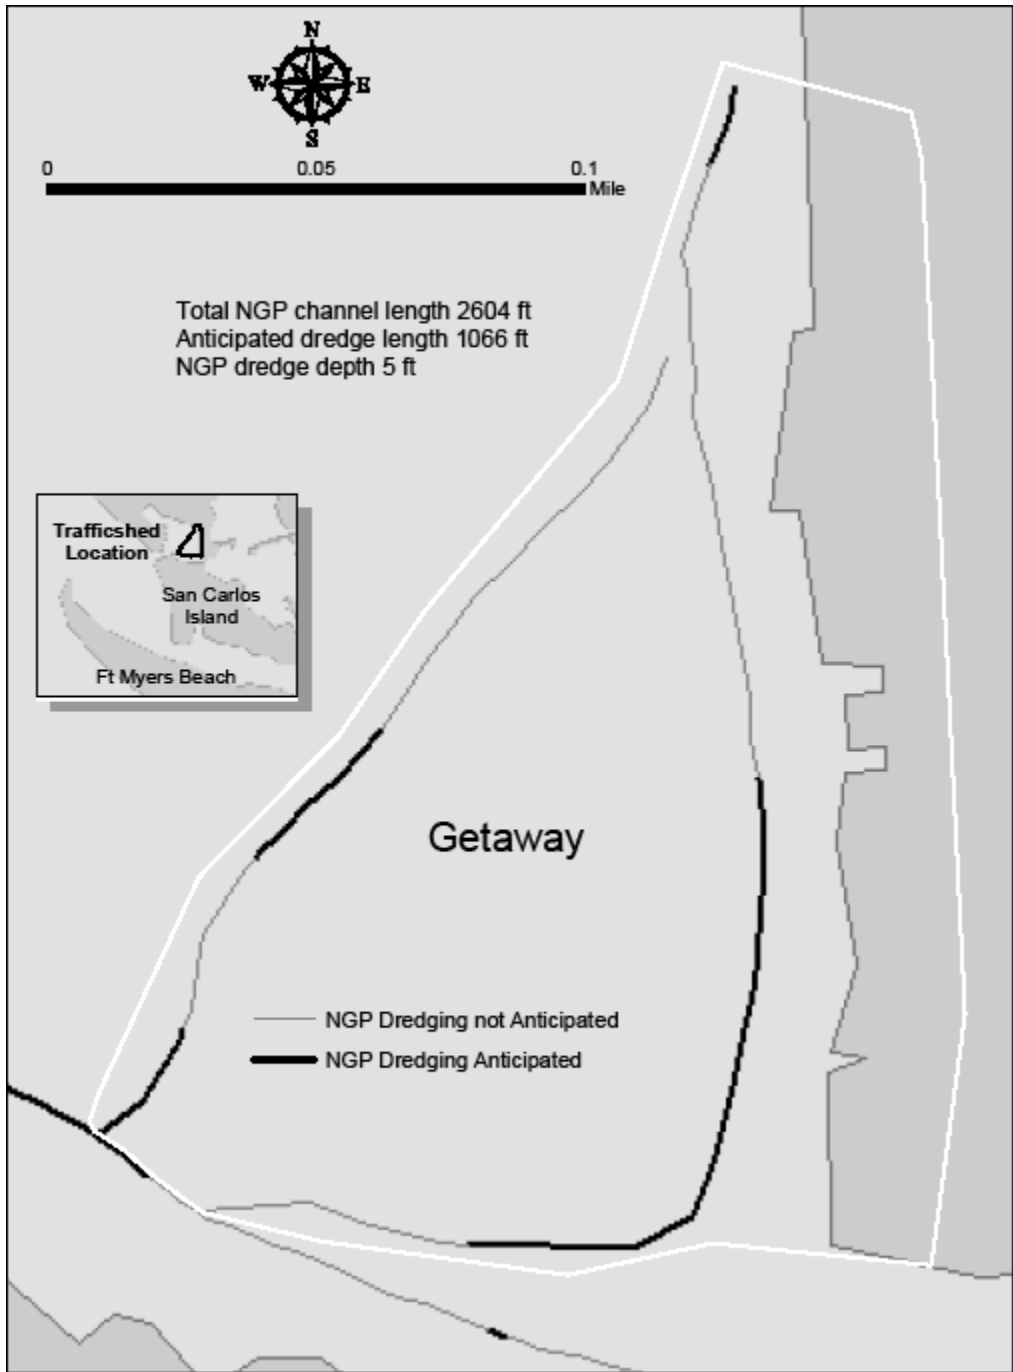 N
W E
S
0 0.05 0.1
Mile
Total NGP channel length 2604 ft
Anticipated dredge length 1066 ft
NGP dredge depth 5 ft
Trafficshed
Location
San Carlos
Island
Ft Myers Beach
Getaway
NGP Dredging not Anticipated
NGP Dredging Anticipated